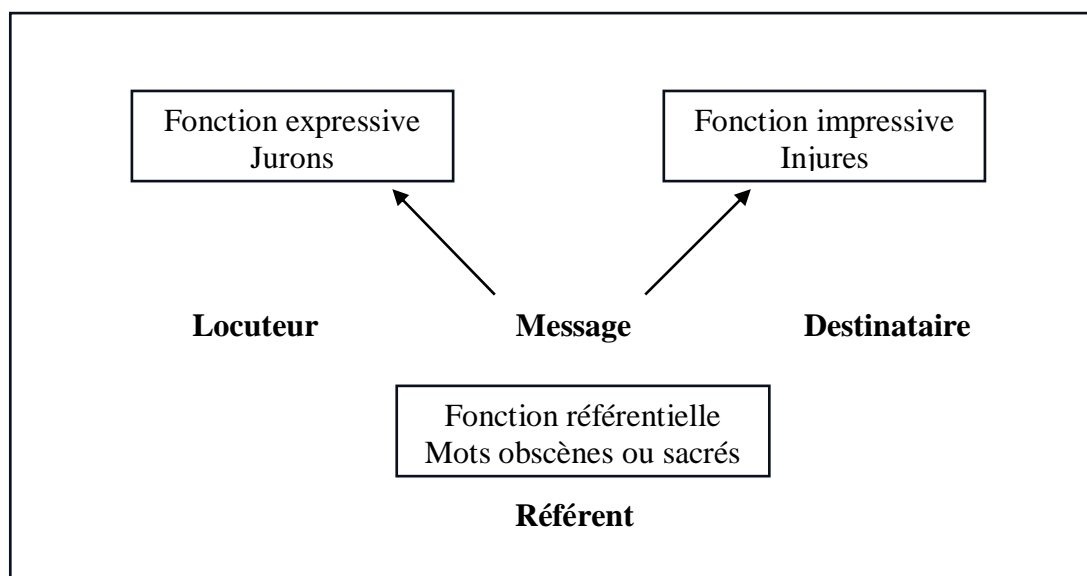 Fonction expressive
Jurons
Fonction impressive
Injures
Locuteur Message Destinataire
Fonction référentielle
Mots obscènes ou sacrés
Référent